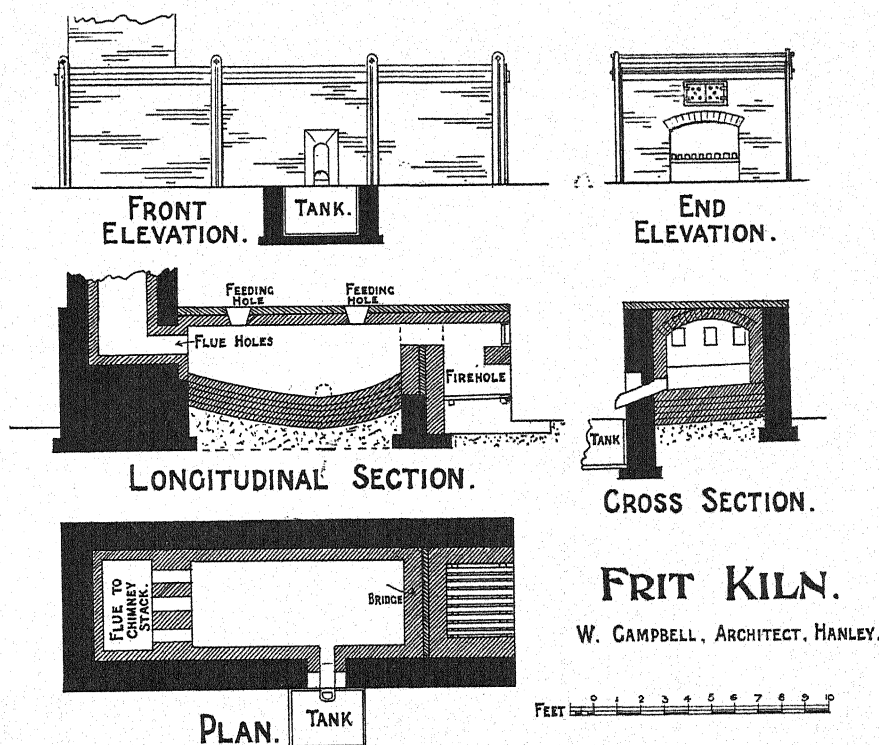 FRONT
ELEVATION.
TANK.
END
ELEVATION.
FEEDING
HOLE
FEEDING
HOLE
FLUE HOLES
FIREHOLE
TANK
LONGITUDINAL SECTION.
CROSS SECTION.
FLUE TO
CHIMNEY
STACK.
BRIDGE
TANK
PLAN.
FRIT KILN.
W. CAMPBELL, ARCHITECT, HANLEY.
FEET 0 1 2 3 4 5 6 7 8 9 10